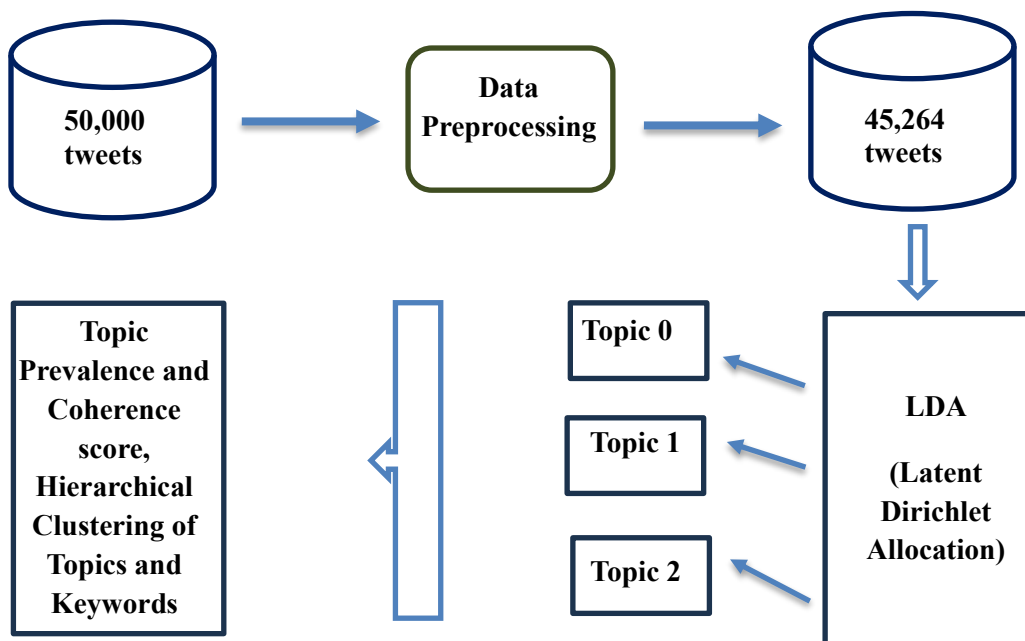 50,000
tweets
Data
Preprocessing
45,264
tweets
Topic
Prevalence and
Coherence
score,
Hierarchical
Clustering of
Topics and
Keywords
Topic 0
Topic 1
Topic 2
LDA
(Latent
Dirichlet
Allocation)